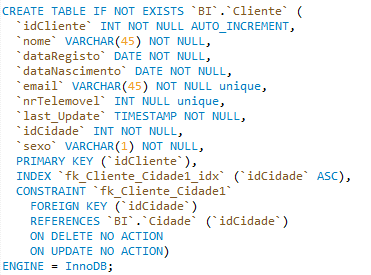 CREATE TABLE IF NOT EXISTS `BI`.`Cliente` (
`idCliente` INT NOT NULL AUTO_INCREMENT,
`nome` VARCHAR(45) NOT NULL,
`dataRegisto` DATE NOT NULL,
`dataNascimento` DATE NOT NULL,
`email` VARCHAR(45) NOT NULL unique,
`nrTelemovel` INT NULL unique,
`last_Update` TIMESTAMP NOT NULL,
`idCidade` INT NOT NULL,
`sexo` VARCHAR(1) NOT NULL,
PRIMARY KEY (`idCliente`),
INDEX `fk_Cliente_Cidade1_idx` (`idCidade` ASC),
CONSTRAINT `fk_Cliente_Cidade1`
FOREIGN KEY (`idCidade`)
REFERENCES `BI`.`Cidade` (`idCidade`)
ON DELETE NO ACTION
ON UPDATE NO ACTION)
ENGINE = InnoDB;